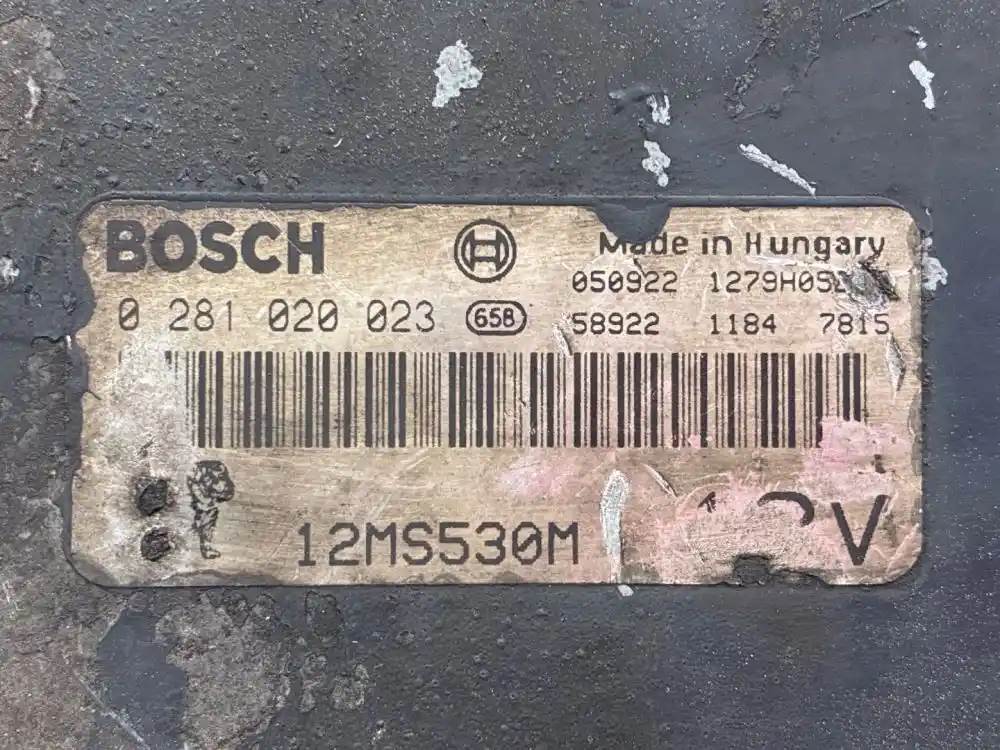 BOSCH
Made in Hungary
050922
0 281 020 023 658
58922 1184 7815
12MS530M
V